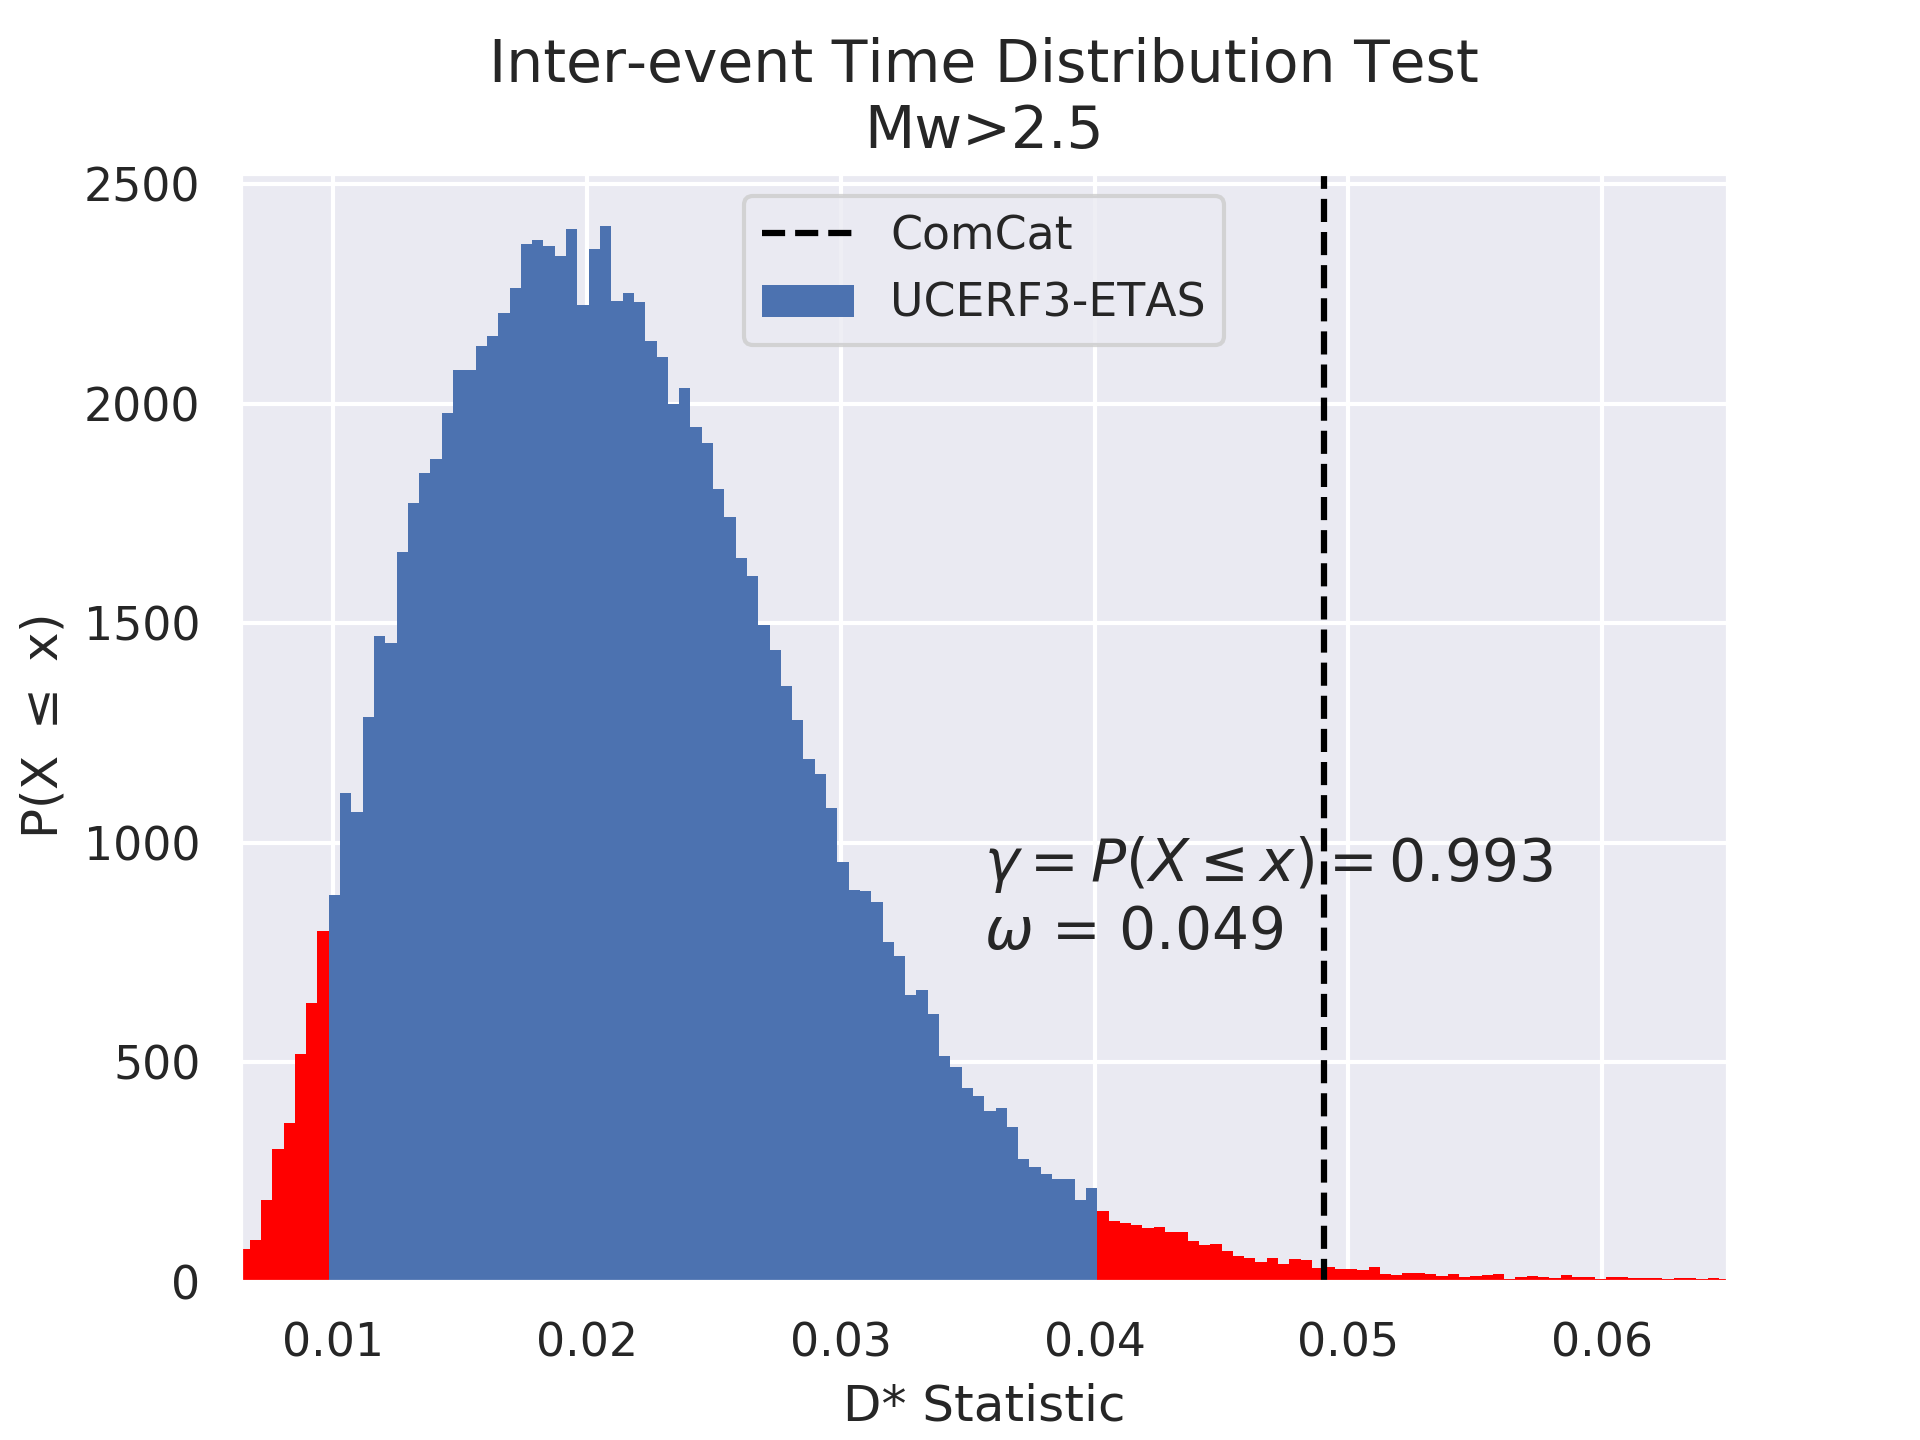 Inter-event Time Distribution Test
Mw>2.5
2500
2000
1500
1000
500
0
P(X ≤ x)
ComCat
UCERF3-ETAS
γ = P(X ≤ x) = 0.993
ω = 0.049
0.01 0.02 0.03 0.04 0.05 0.06
D* Statistic